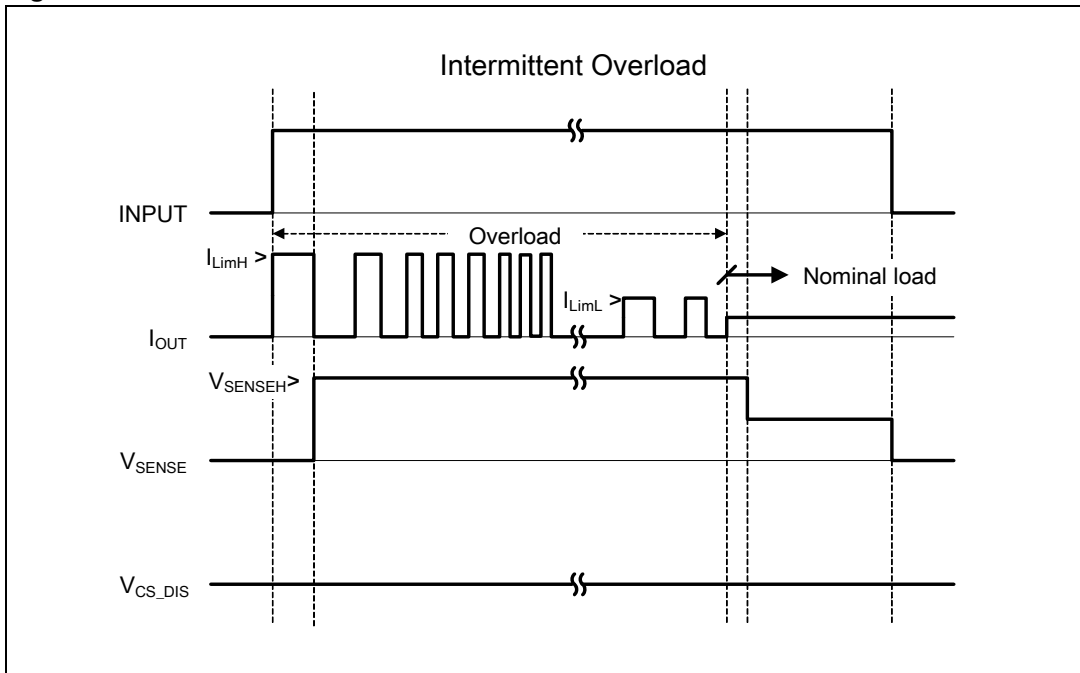 Intermittent Overload
INPUT
Overload
I_LimH >
Nominal load
I_LimL >
I_OUT
V_SENSEH>
V_SENSE
V_CS_DIS